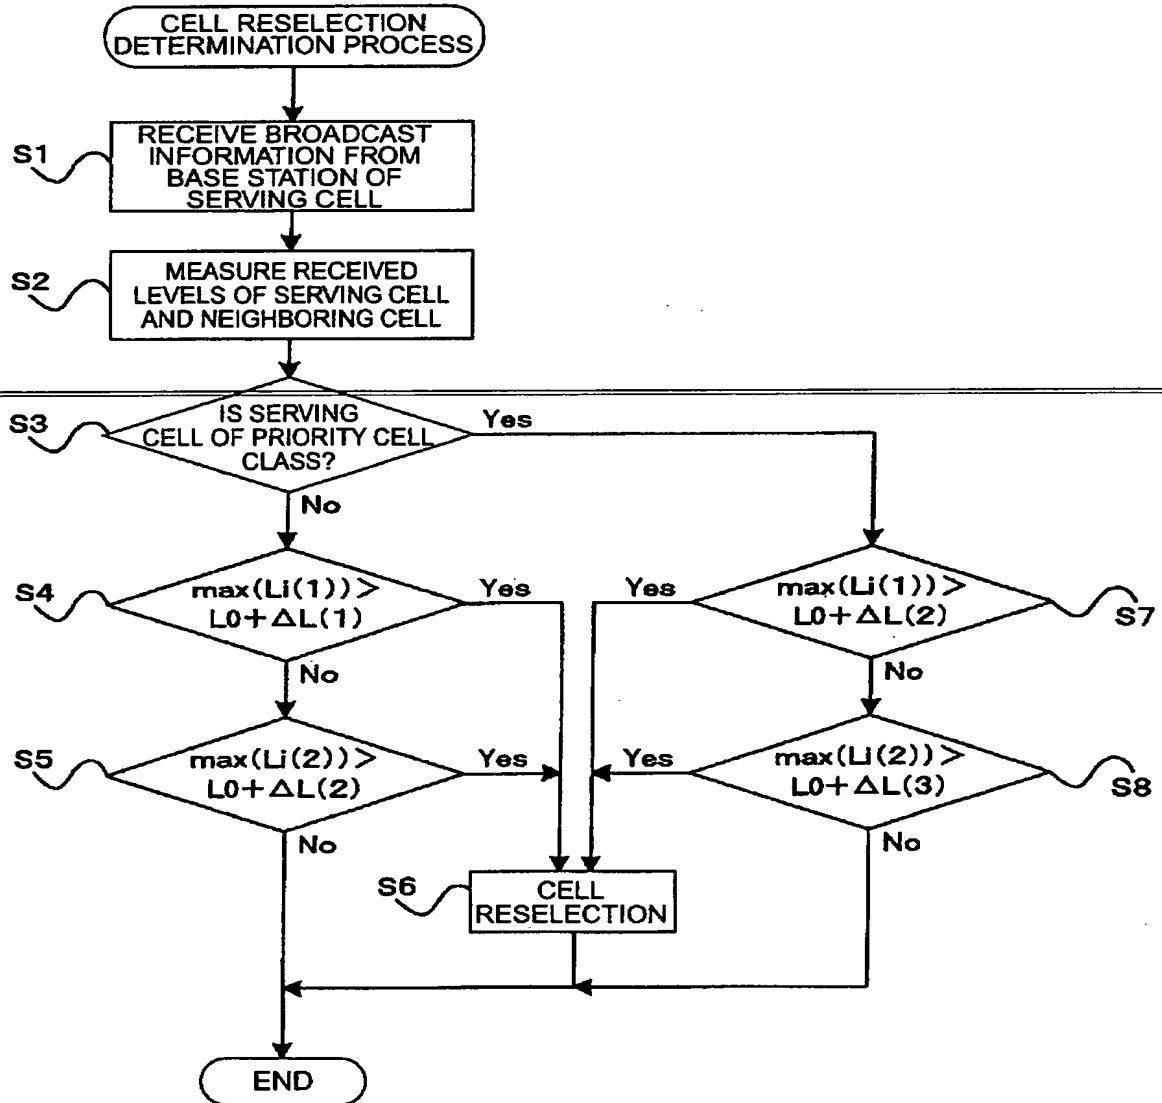 CELL RESELECTION
DETERMINATION PROCESS
S1
RECEIVE BROADCAST
INFORMATION FROM
BASE STATION OF
SERVING CELL
S2
MEASURE RECEIVED
LEVELS OF SERVING CELL
AND NEIGHBORING CELL
S3
IS SERVING
CELL OF PRIORITY CELL
CLASS?
Yes
No
S4
max(Li(1))>
L0+ΔL(1)
Yes
No
Yes
max(Li(1))>
L0+ΔL(2)
S7
No
S5
max(Li(2))>
L0+ΔL(2)
Yes
No
Yes
max(Li(2))>
L0+ΔL(3)
S8
No
S6
CELL
RESELECTION
END